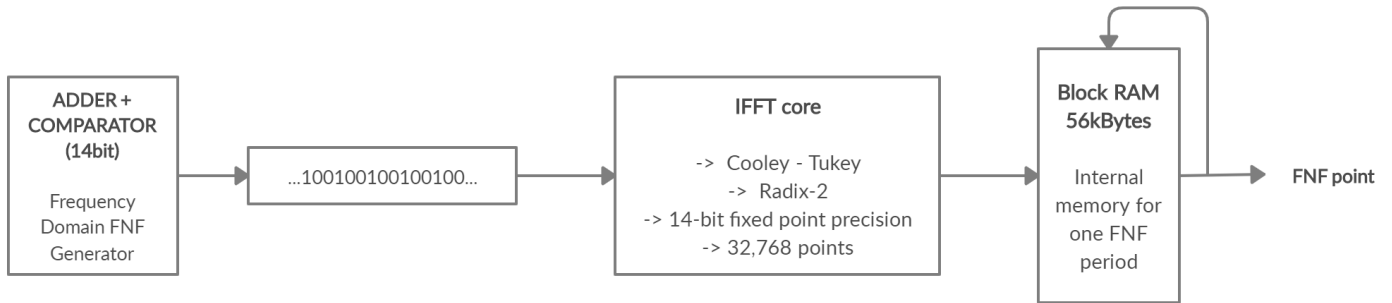 ADDER +
COMPARATOR
(14bit)
Frequency
Domain FNF
Generator
...100100100100100...
IFFT core
-> Cooley - Tukey
-> Radix-2
-> 14-bit fixed point precision
-> 32,768 points
Block RAM
56kBytes
Internal
memory for
one FNF
period
FNF point